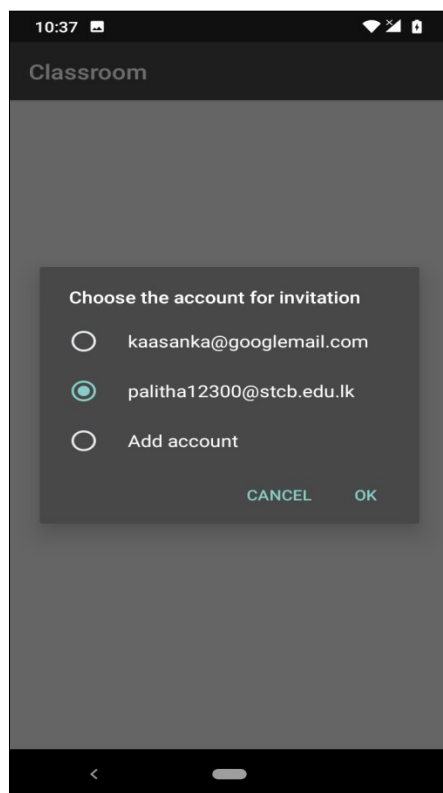 10:37
Classroom
Choose the account for invitation
kaasanka@googlemail.com
palitha12300@stcb.edu.lk
Add account
CANCEL OK